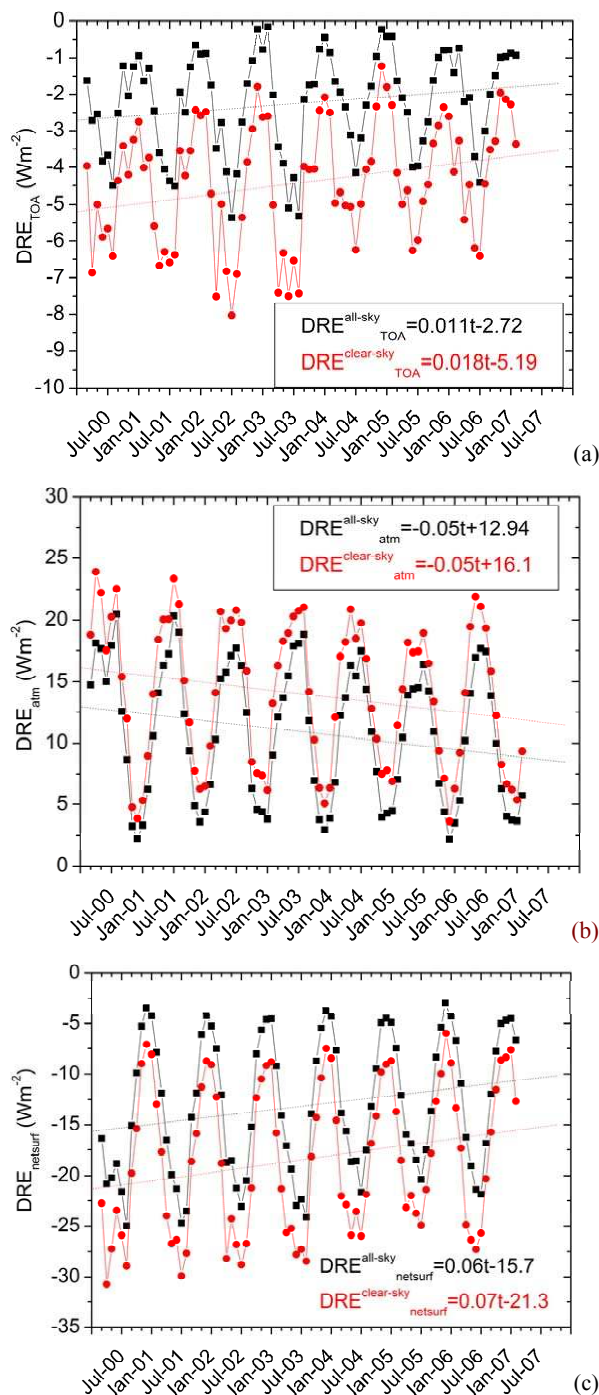 0
-1
-2
-3
-4
-5
-6
-7
-8
-9
-10
DRE_TOA (Wm^-2)
DRE^all-sky_TOA=0.011t-2.72
DRE^clear-sky_TOA=0.018t-5.19
Jul-00 Jan-01 Jul-01 Jan-02 Jul-02 Jan-03 Jul-03 Jan-04 Jul-04 Jan-05 Jul-05 Jan-06 Jul-06 Jan-07 Jul-07
(a)
30
25
20
15
10
5
0
DRE_atm (Wm^-2)
DRE^all-sky_atm=-0.05t+12.94
DRE^clear-sky_atm=-0.05t+16.1
Jul-00 Jan-01 Jul-01 Jan-02 Jul-02 Jan-03 Jul-03 Jan-04 Jul-04 Jan-05 Jul-05 Jan-06 Jul-06 Jan-07 Jul-07
(b)
0
-5
-10
-15
-20
-25
-30
-35
DRE_netsurf (Wm^-2)
DRE^all-sky_netsurf=0.06t-15.7
DRE^clear-sky_netsurf=0.07t-21.3
Jul-00 Jan-01 Jul-01 Jan-02 Jul-02 Jan-03 Jul-03 Jan-04 Jul-04 Jan-05 Jul-05 Jan-06 Jul-06 Jan-07 Jul-07
(c)